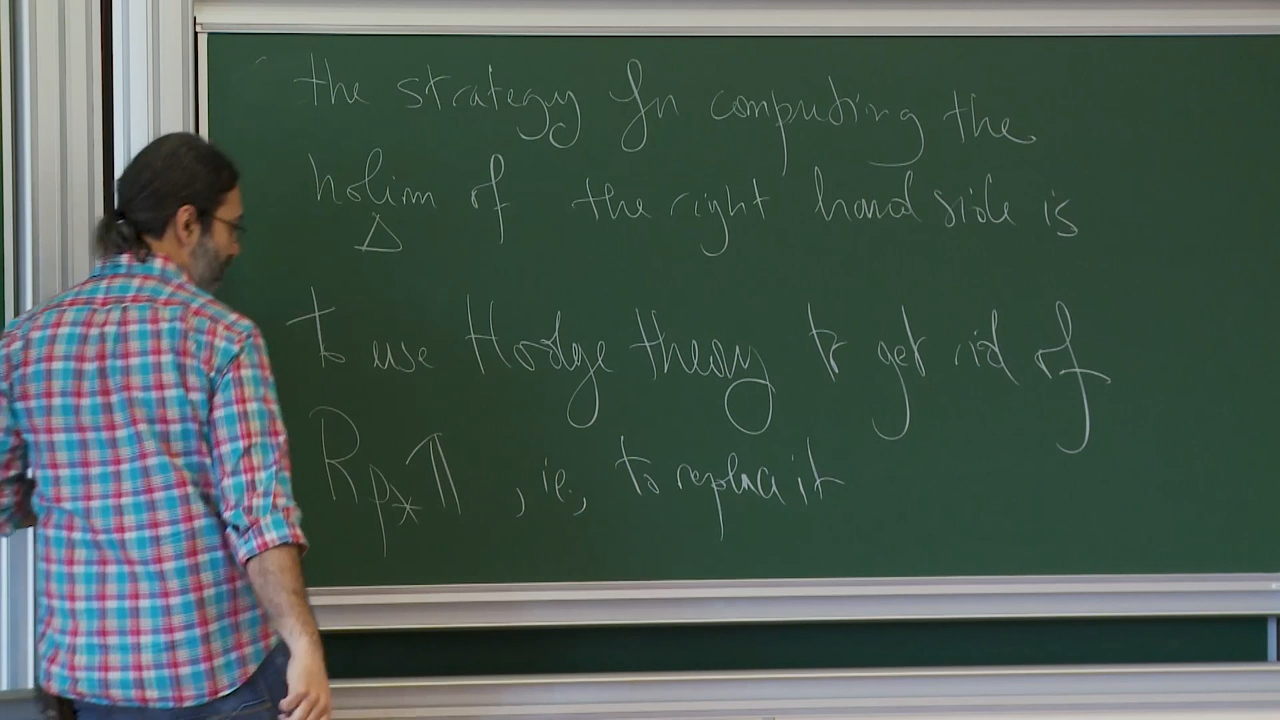 the strategy for computing the
holim of the right hand side is
Δ
to use Hodge theory to get rid of
Rp⁎π , ie., to replace it